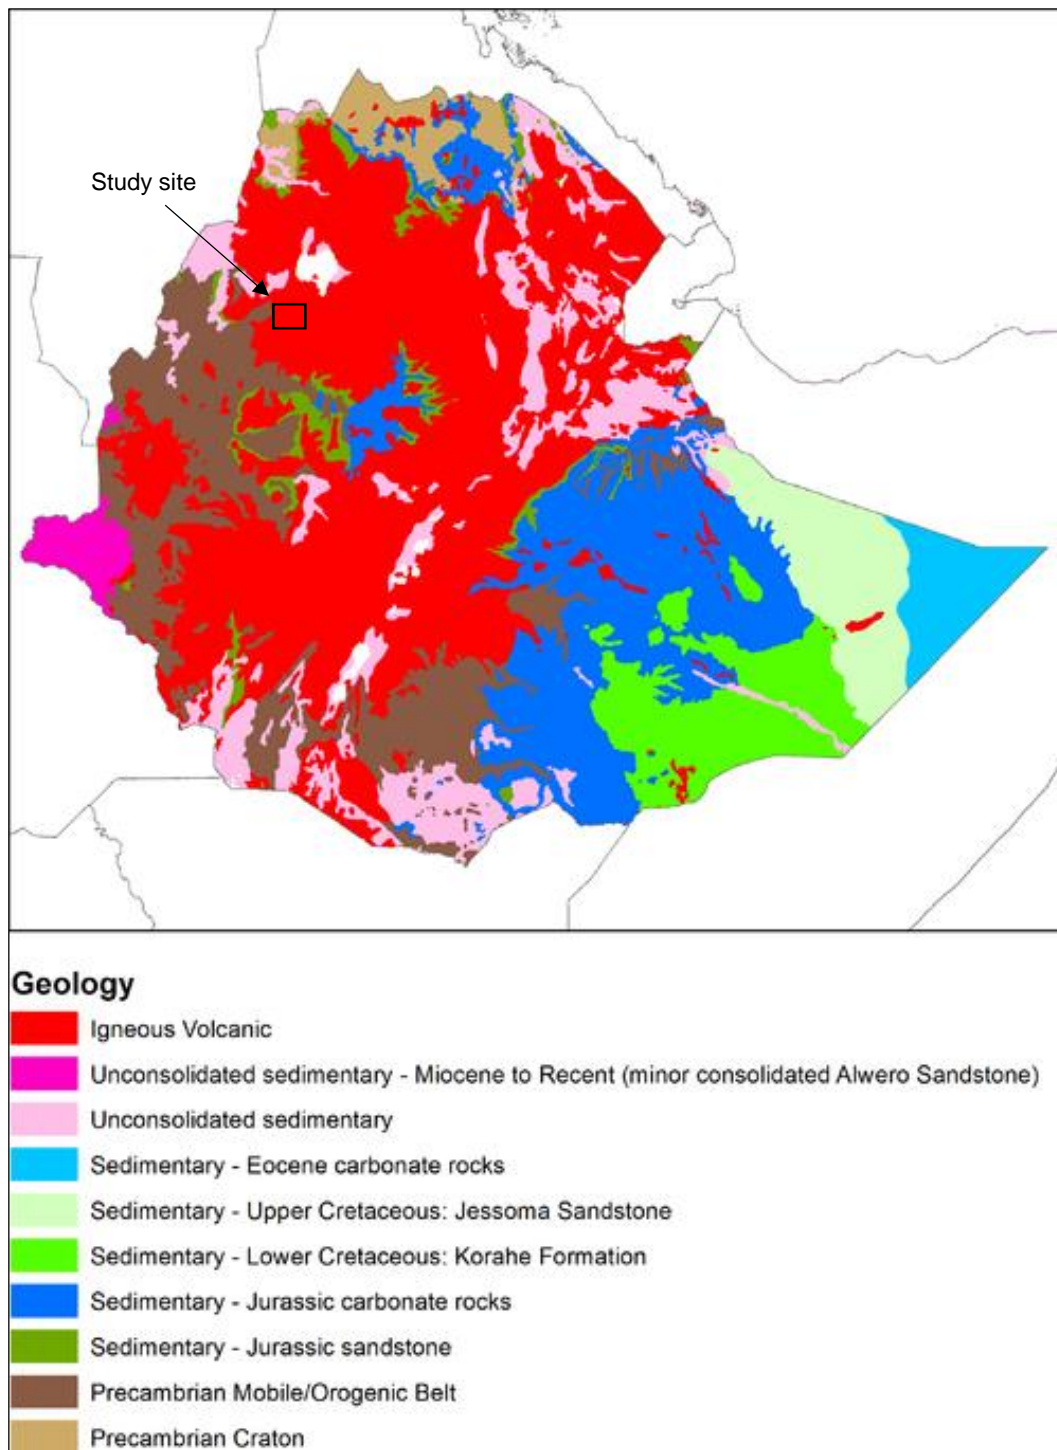 Study site
Geology
Igneous Volcanic
Unconsolidated sedimentary - Miocene to Recent (minor consolidated Alwero Sandstone)
Unconsolidated sedimentary
Sedimentary - Eocene carbonate rocks
Sedimentary - Upper Cretaceous: Jessoma Sandstone
Sedimentary - Lower Cretaceous: Korahe Formation
Sedimentary - Jurassic carbonate rocks
Sedimentary - Jurassic sandstone
Precambrian Mobile/Orogenic Belt
Precambrian Craton